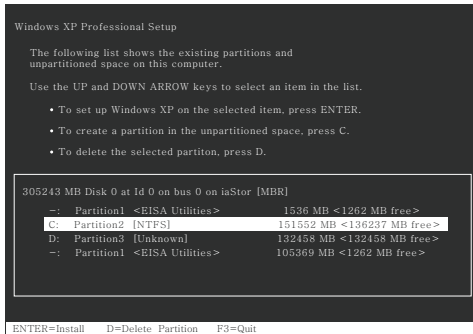 Windows XP Professional Setup
The following list shows the existing partitions and
unpartitioned space on this computer.
Use the UP and DOWN ARROW keys to select an item in the list.
• To set up Windows XP on the selected item, press ENTER.
• To create a partition in the unpartitioned space, press C.
• To delete the selected partiton, press D.
305243 MB Disk 0 at Id 0 on bus 0 on iaStor [MBR]
-: Partition1 <EISA Utilities> 1536 MB <1262 MB free>
C: Partition2 [NTFS] 151552 MB <136237 MB free>
D: Partition3 [Unknown] 132458 MB <132458 MB free>
-: Partition1 <EISA Utilities> 105369 MB <1262 MB free>
ENTER=Install D=Delete Partition F3=Quit